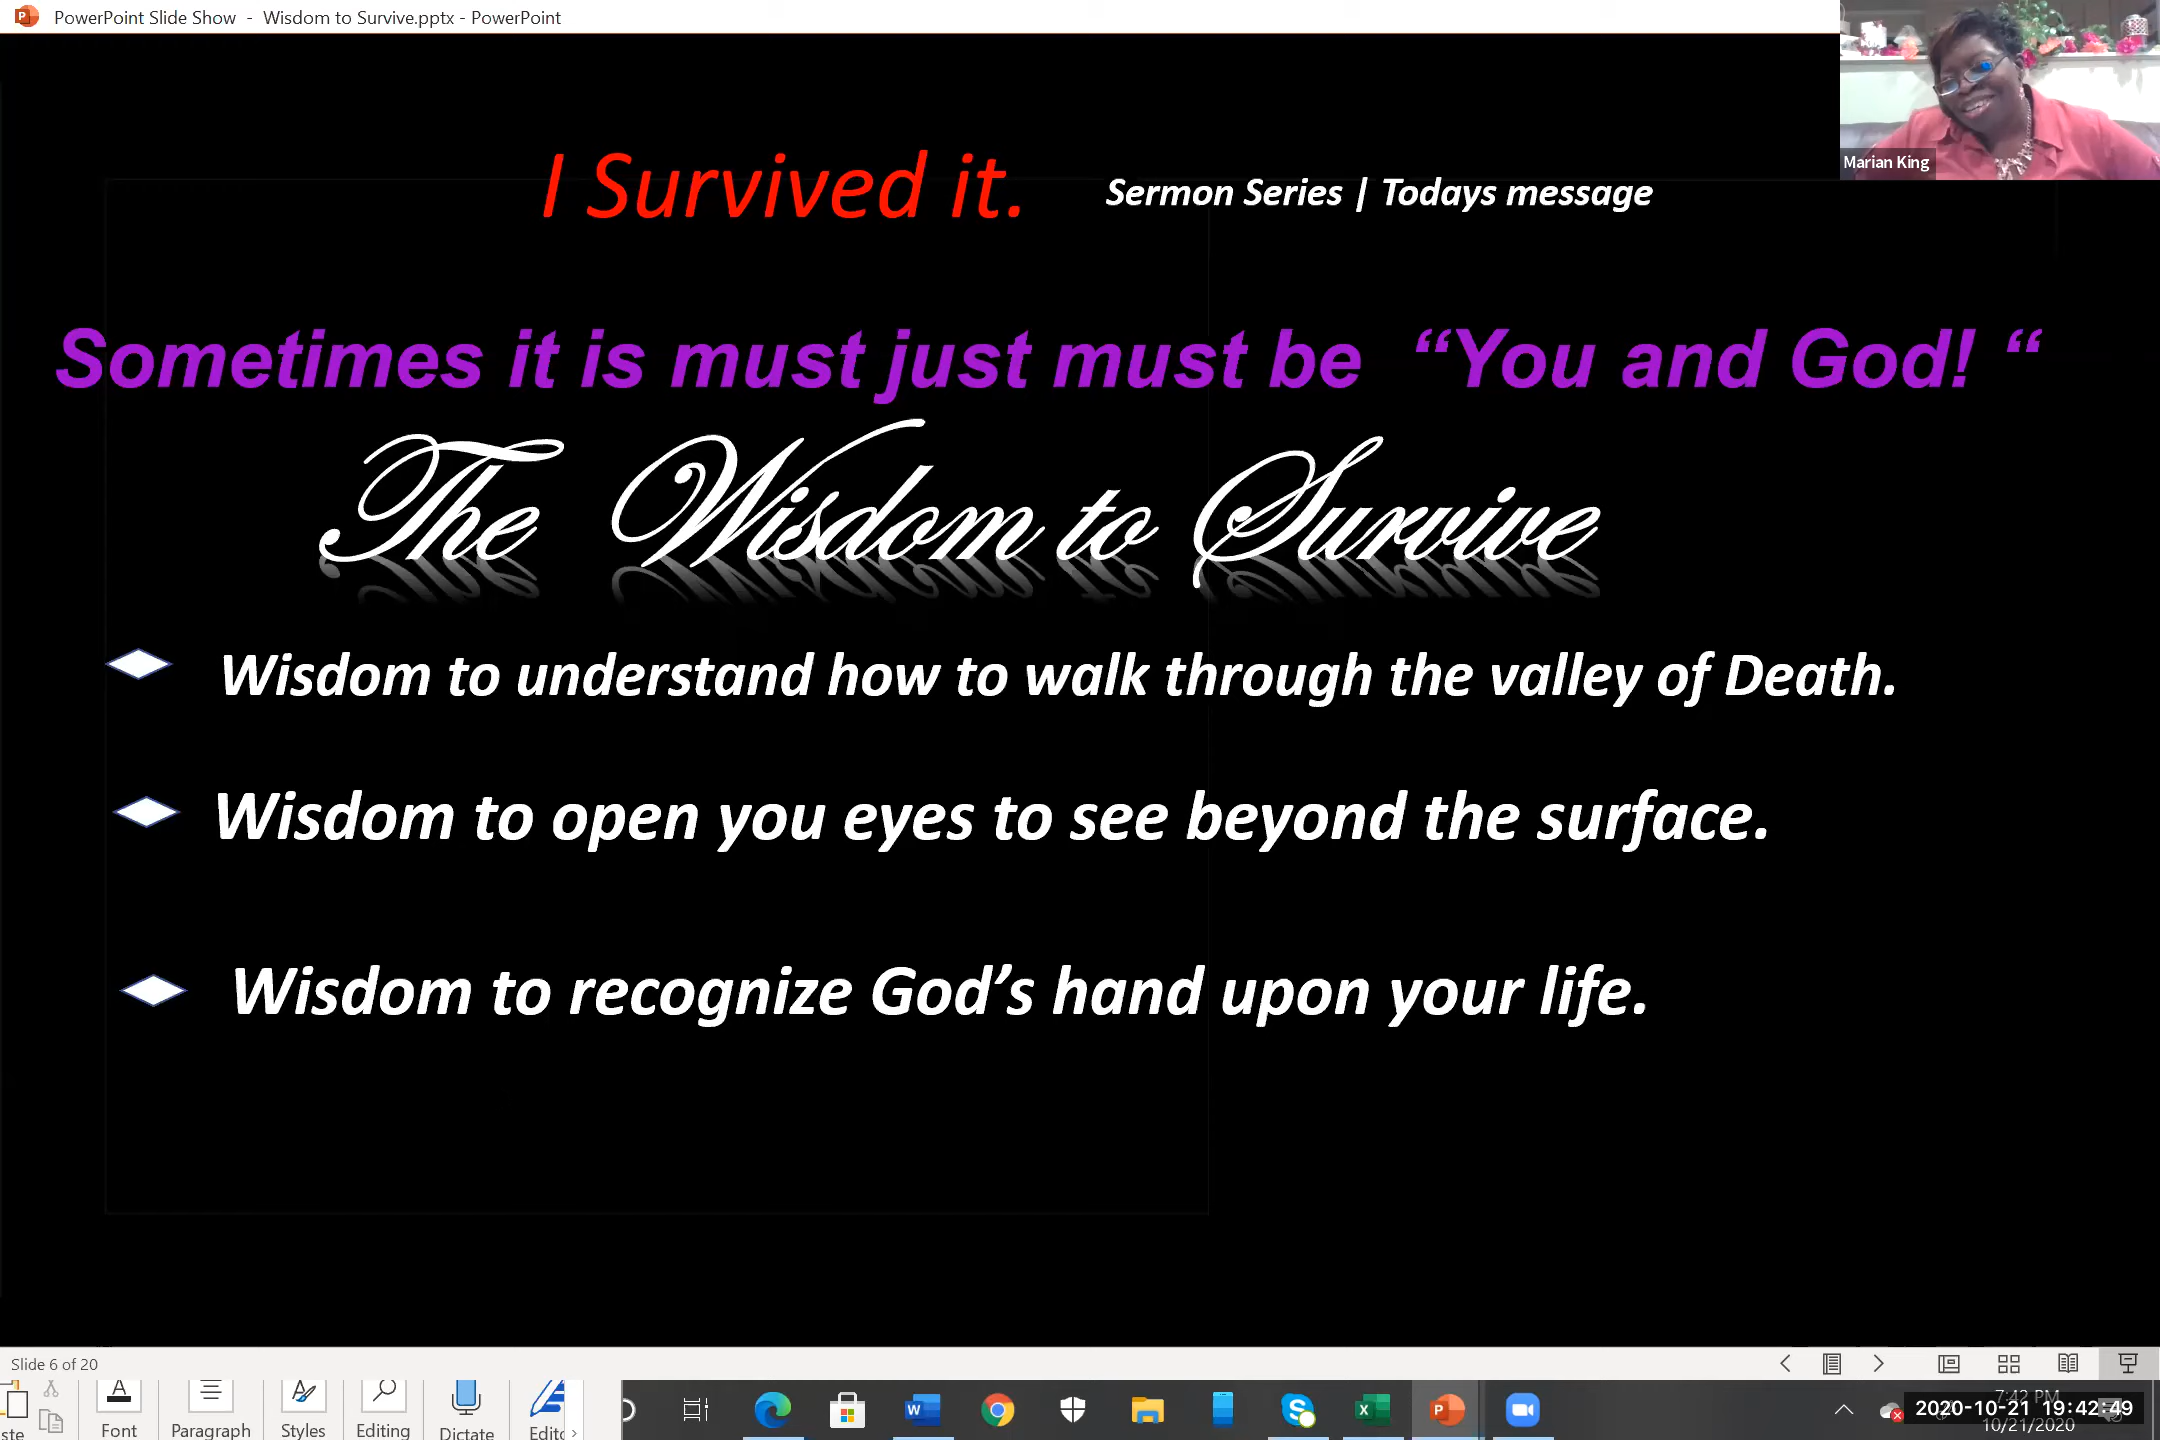 PowerPoint Slide Show - Wisdom to Survive.pptx - PowerPoint
Marian King
I Survived it.
Sermon Series | Todays message
Sometimes it is must just must be “You and God! “
The Wisdom to Survive
Wisdom to understand how to walk through the valley of Death.
Wisdom to open you eyes to see beyond the surface.
Wisdom to recognize God’s hand upon your life.
Slide 6 of 20
Font
Paragraph
Styles
Editing
Dictate
7:42 PM
2020-10-21 19:42:49
10/21/2020